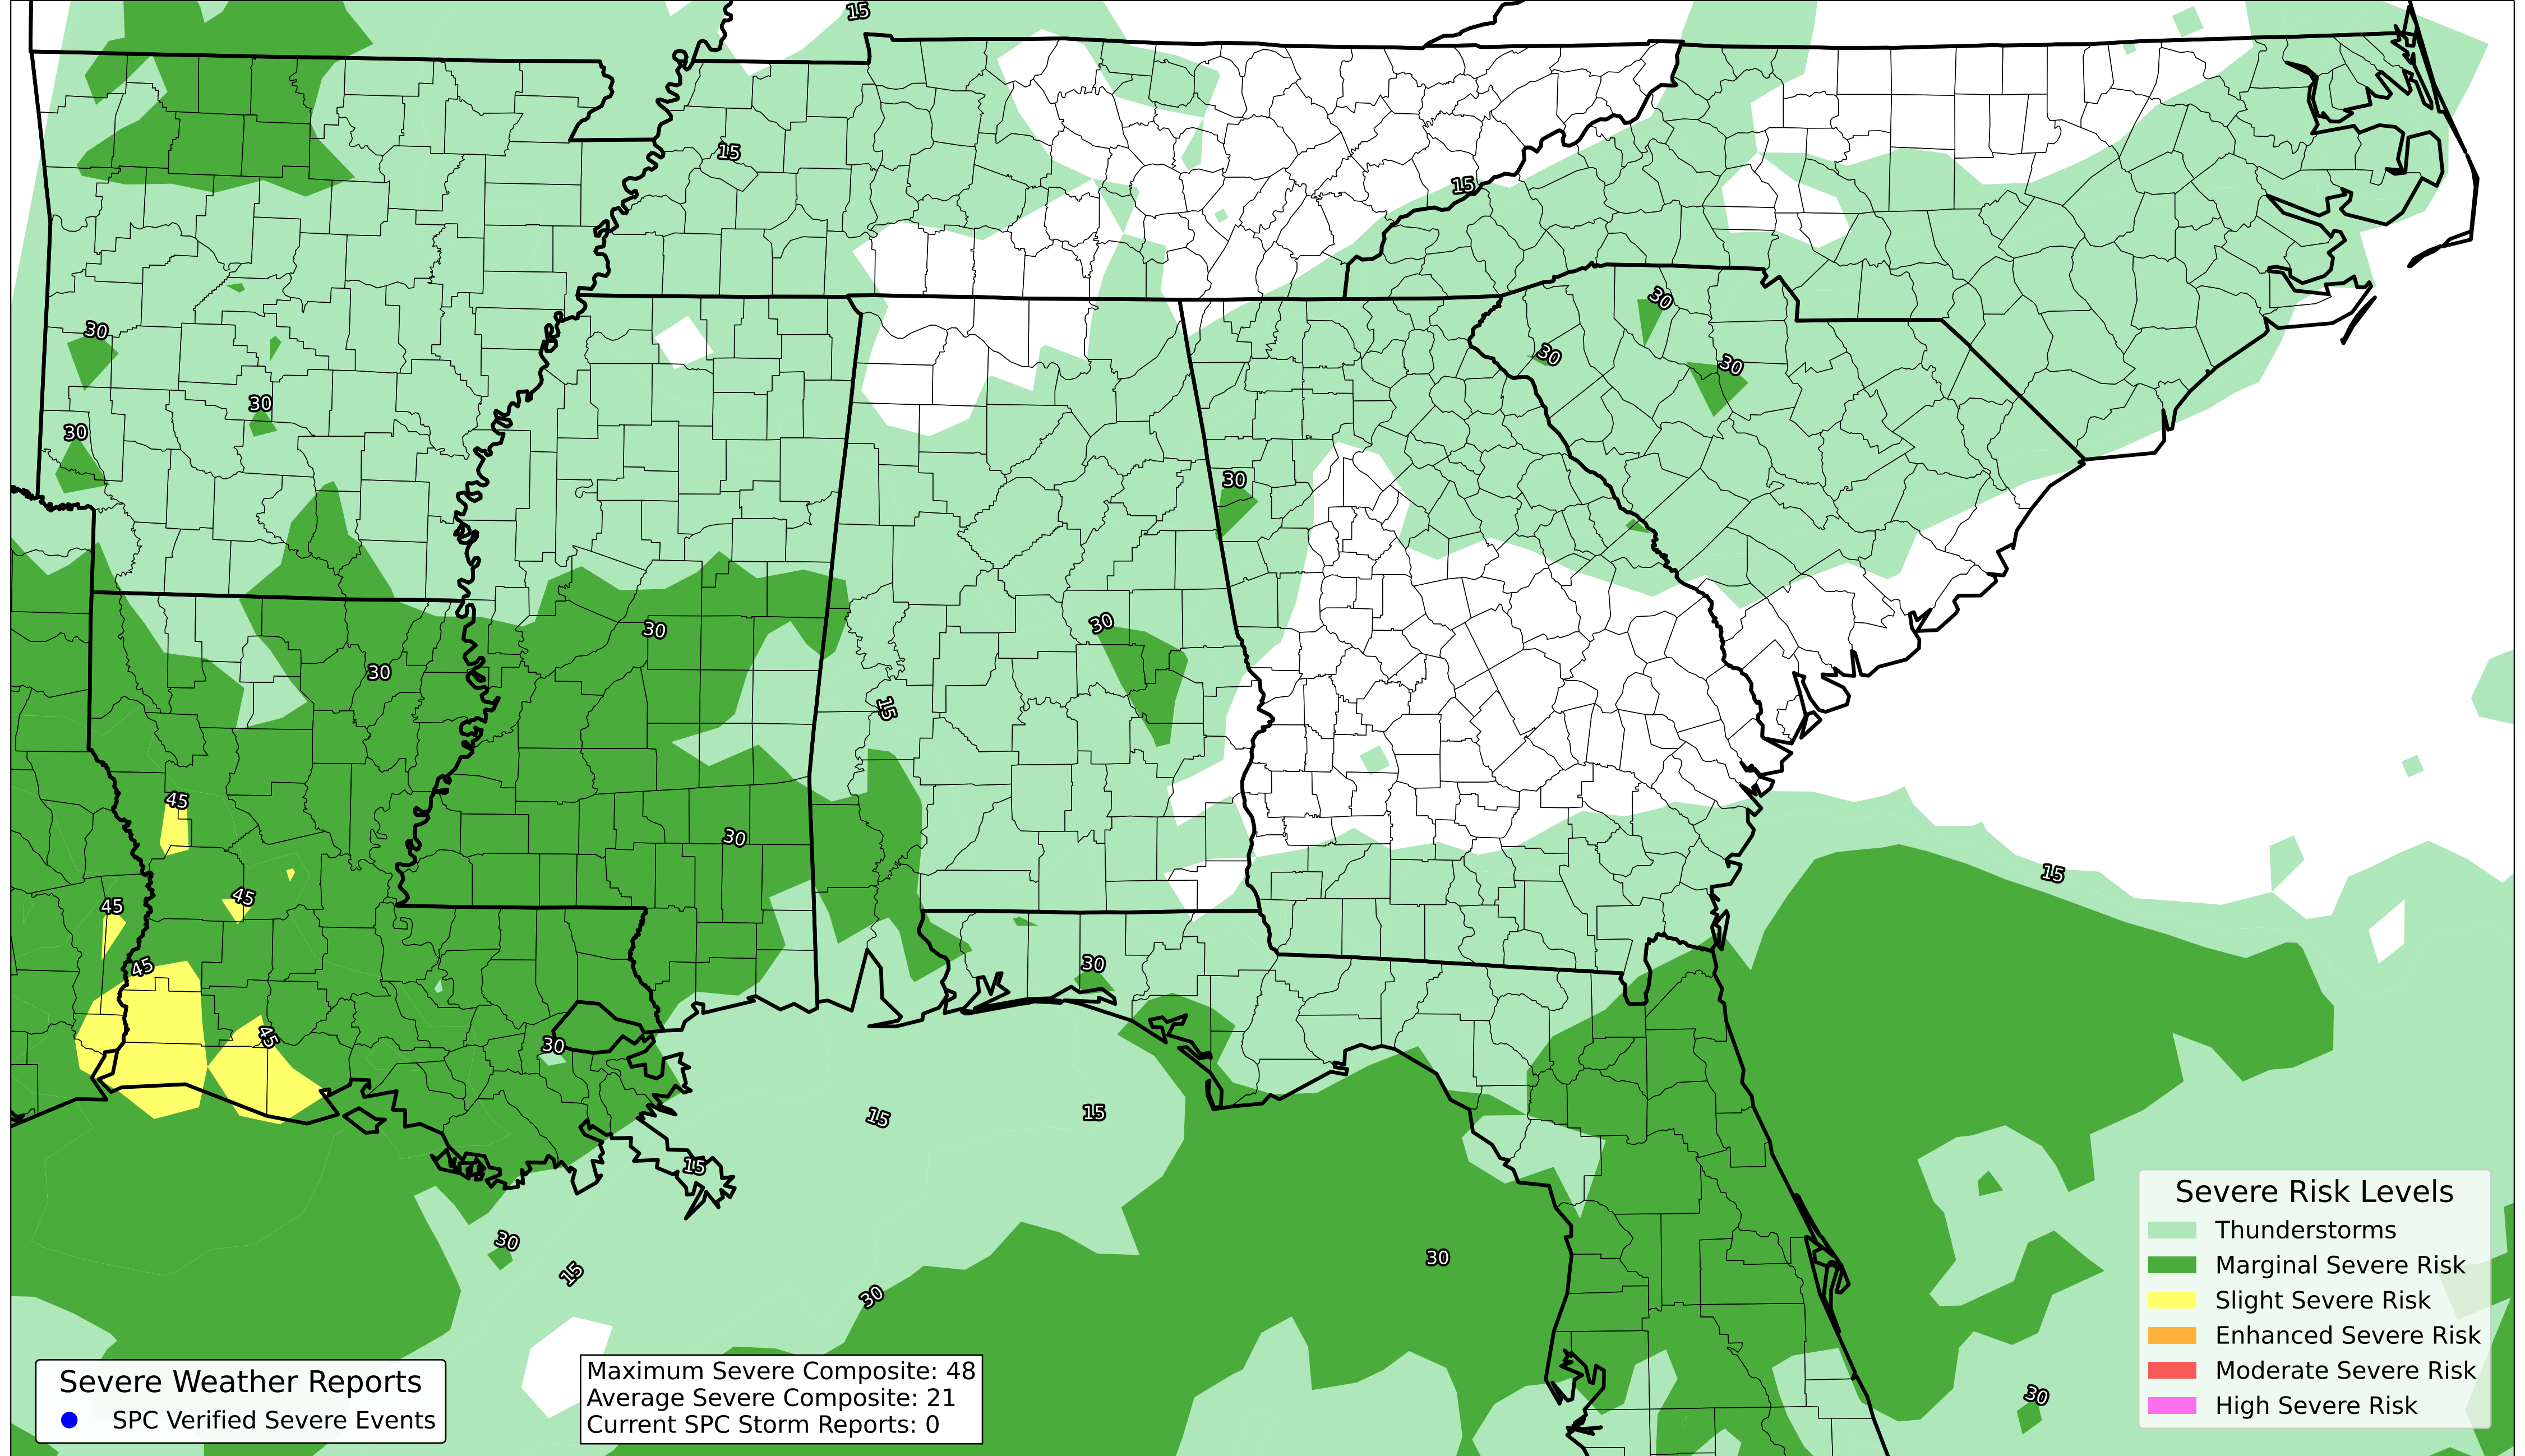 15
15
15
30
30
30
30
30
30
30
30
30
30
30
15
45
30
15
45
45
30
45
45
30
15
15
15
30
30
15
30
30
Severe Risk Levels
Thunderstorms
Marginal Severe Risk
Slight Severe Risk
Enhanced Severe Risk
Moderate Severe Risk
High Severe Risk
Severe Weather Reports
SPC Verified Severe Events
Maximum Severe Composite: 48
Average Severe Composite: 21
Current SPC Storm Reports: 0